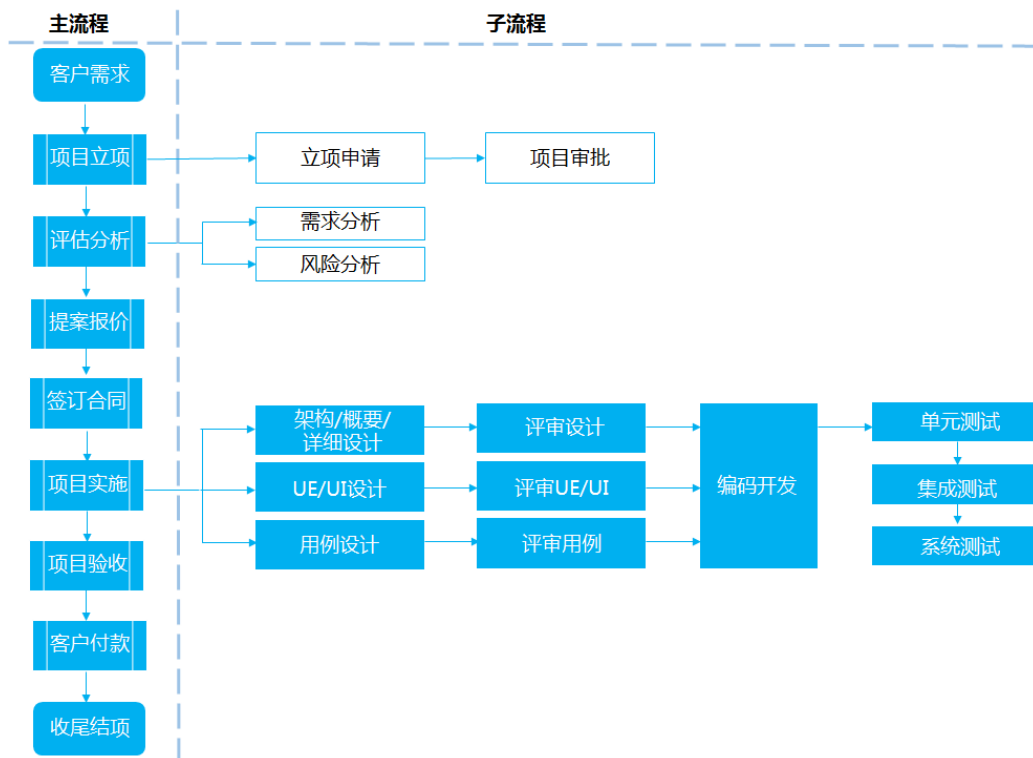 主流程
子流程
客户需求
项目立项
立项申请
项目审批
评估分析
需求分析
风险分析
提案报价
签订合同
架构/概要/
详细设计
评审设计
编码开发
单元测试
项目实施
UE/UI设计
评审UE/UI
集成测试
用例设计
评审用例
系统测试
项目验收
客户付款
收尾结项